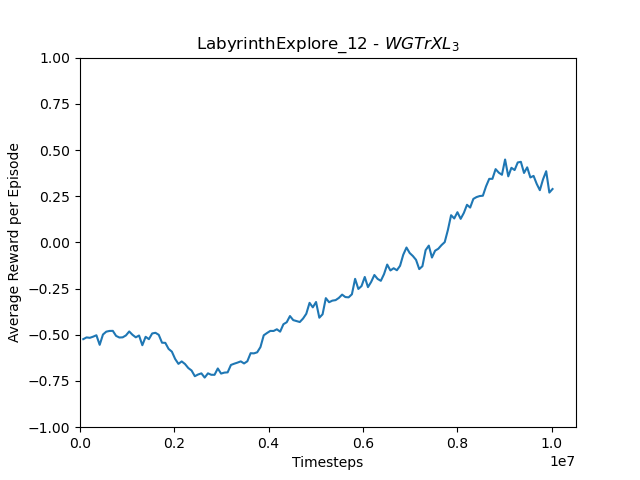 LabyrinthExplore_12 - WGTrXL₃
1.00
0.75
0.50
0.25
0.00
−0.25
−0.50
−0.75
−1.00
Average Reward per Episode
0.0 0.2 0.4 0.6 0.8 1.0
1e7
Timesteps